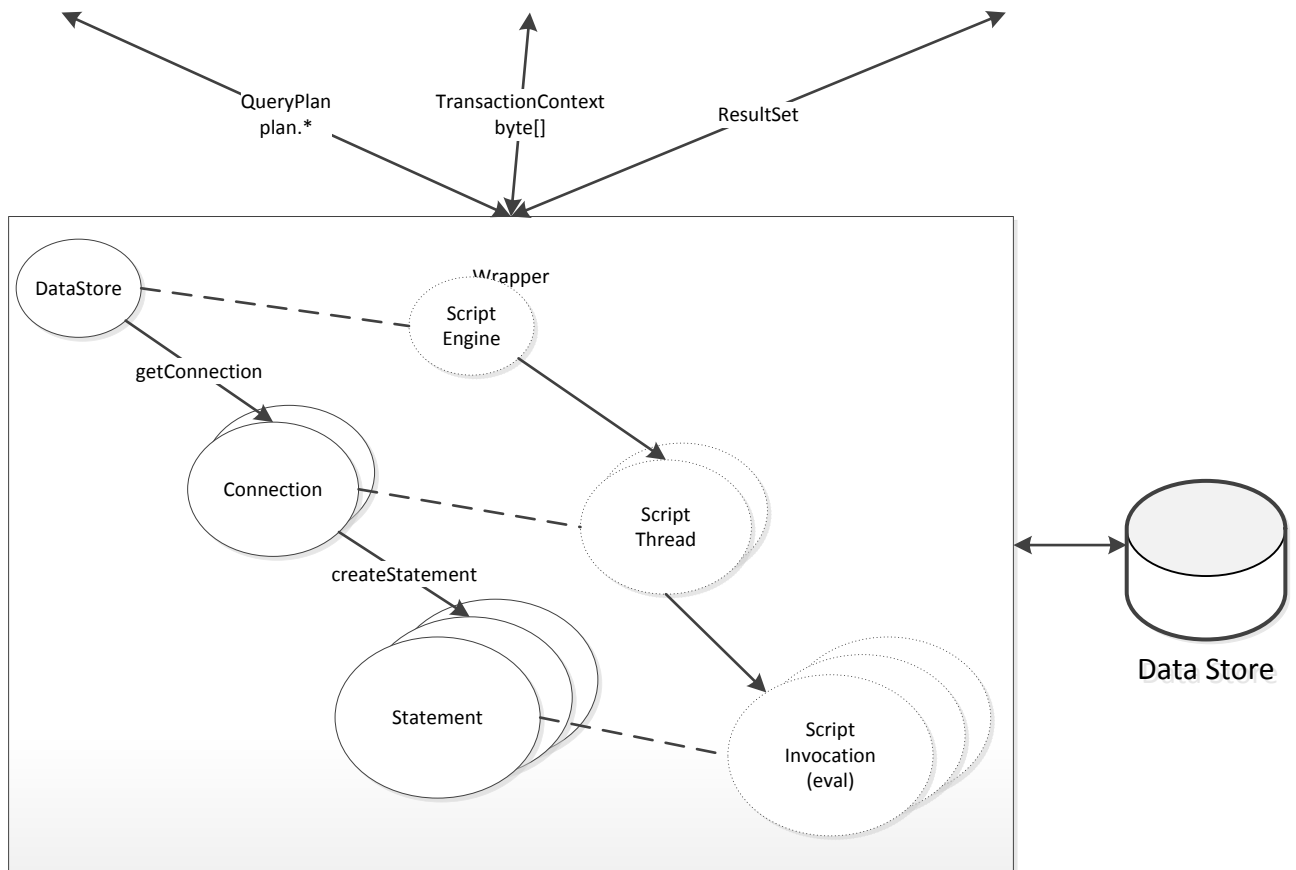 QueryPlan
plan.*
TransactionContext
byte[]
ResultSet
Wrapper
DataStore
Script
Engine
getConnection
Connection
Script
Thread
createStatement
Statement
Script
Invocation
(eval)
Data Store